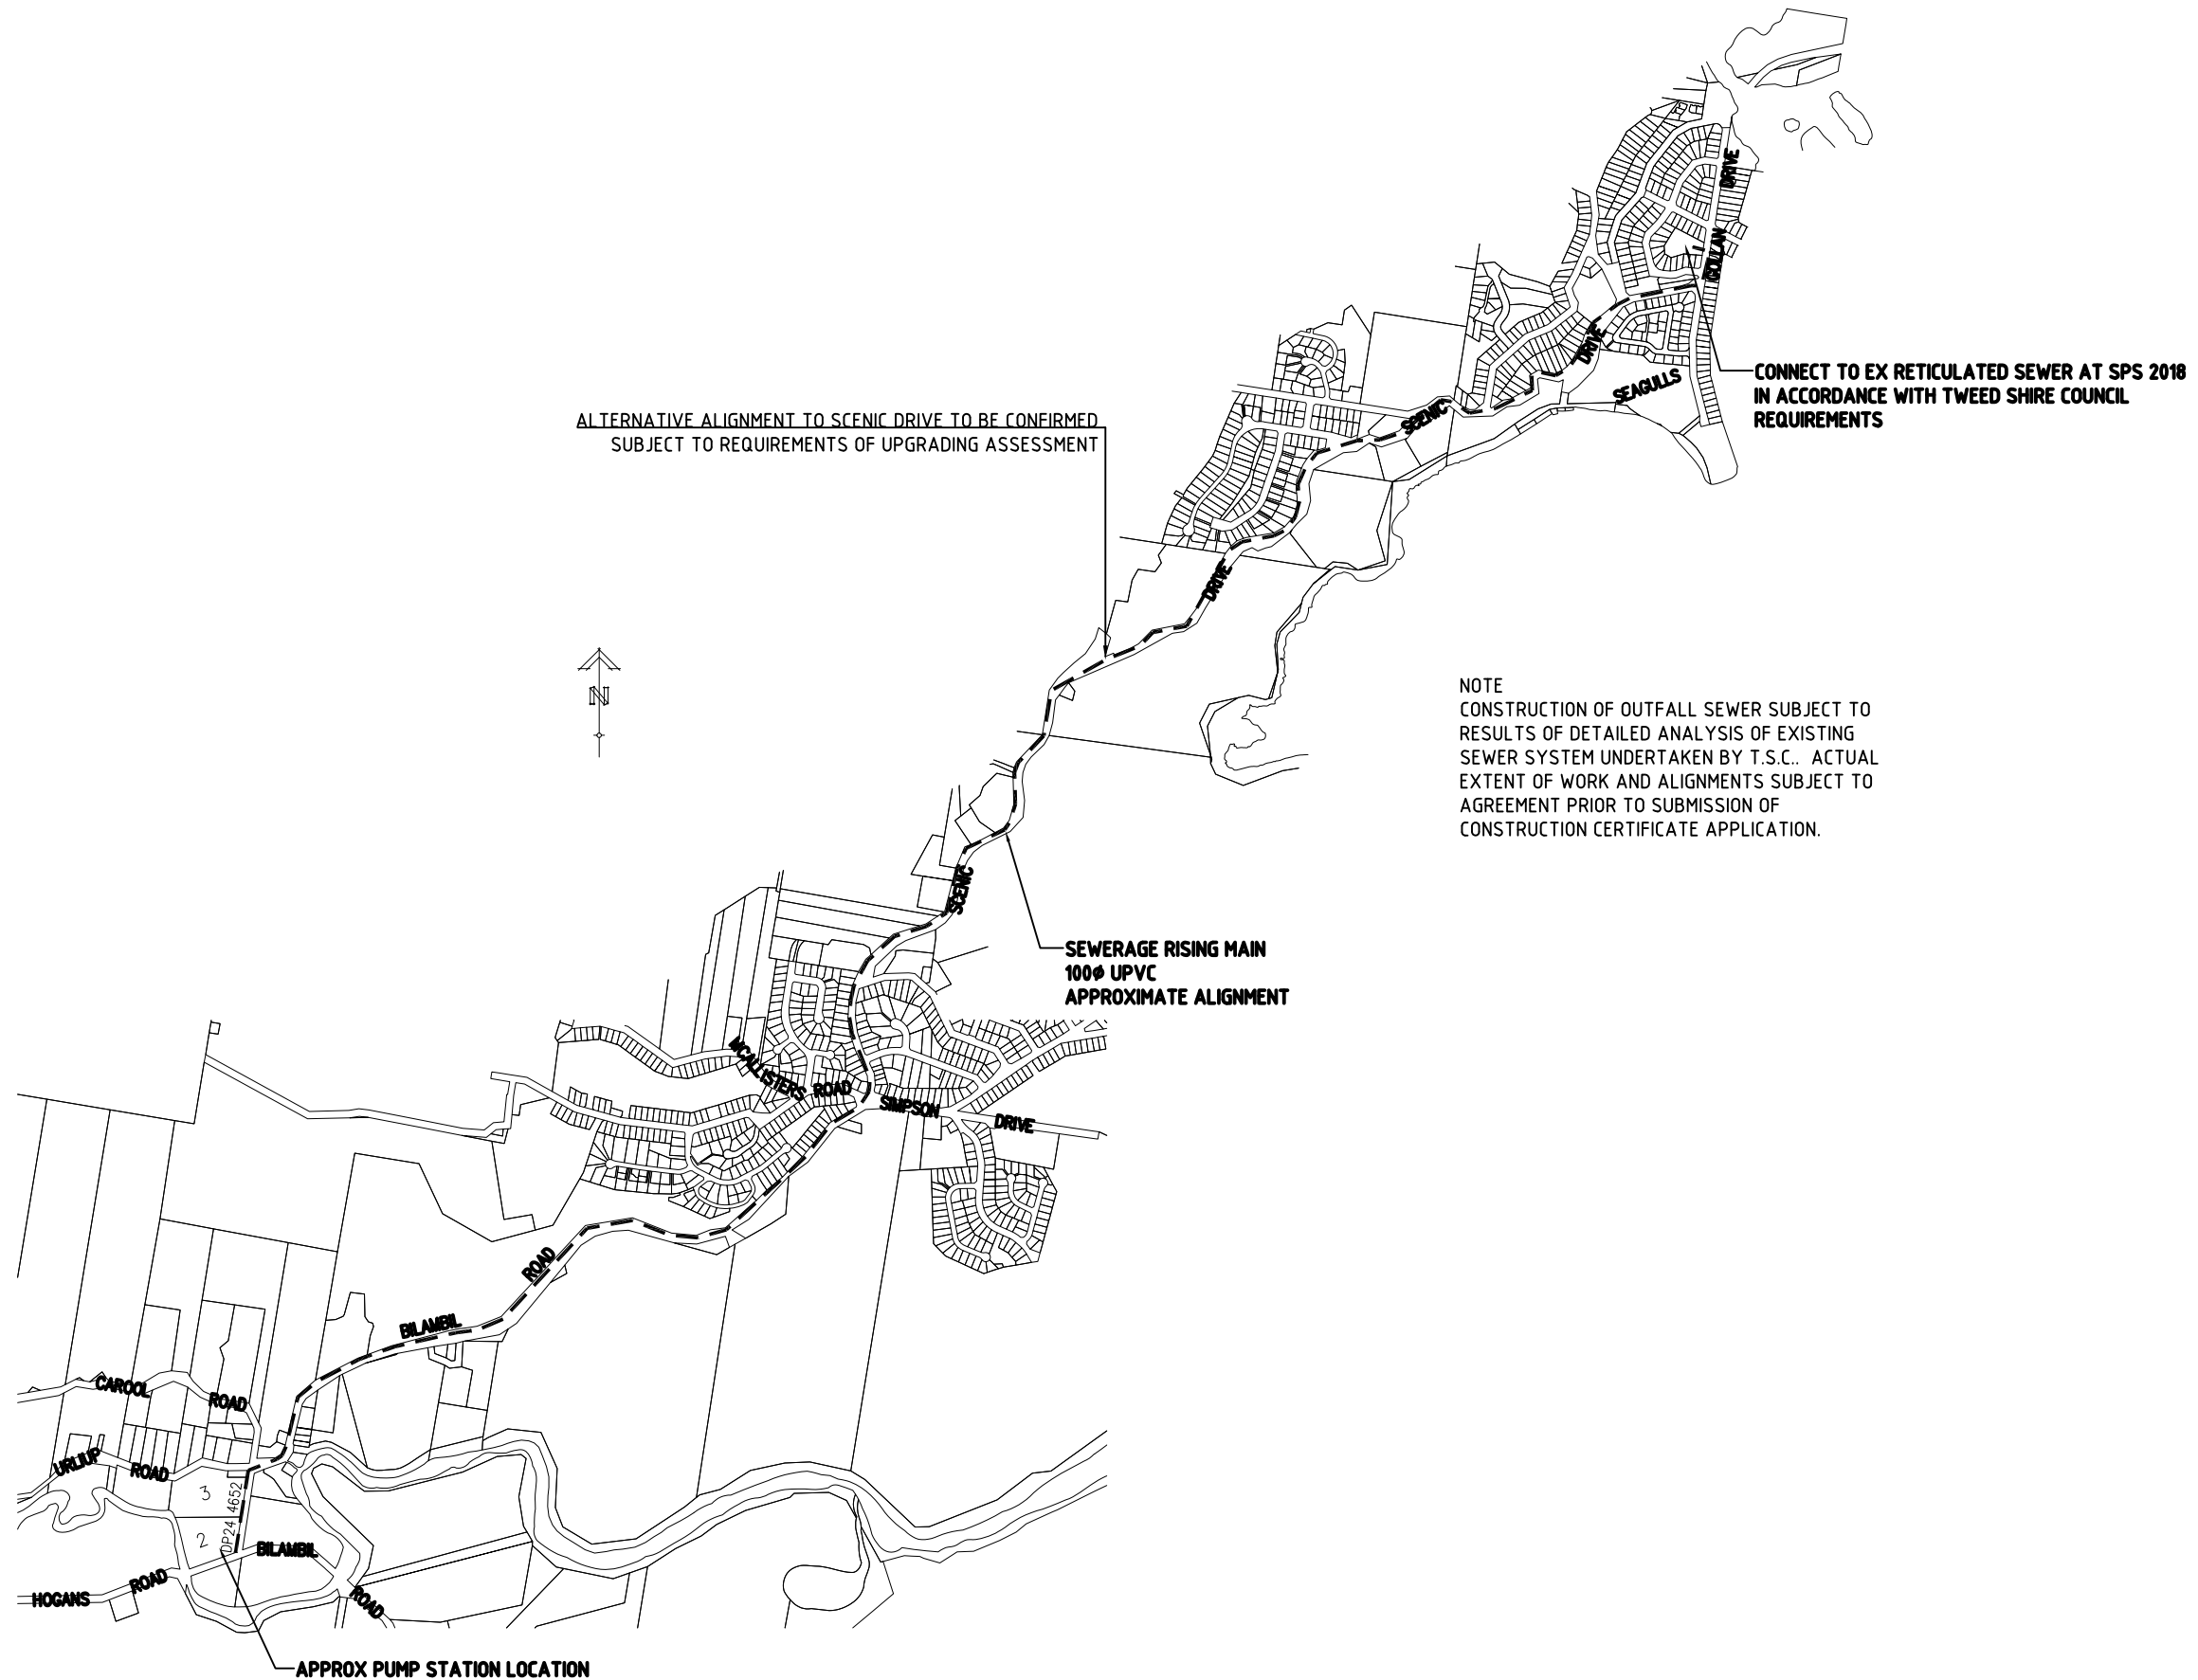 DRIVE
GOLLAN
DRIVE
SEAGULLS
SCENIC
CONNECT TO EX RETICULATED SEWER AT SPS 2018
IN ACCORDANCE WITH TWEED SHIRE COUNCIL
REQUIREMENTS
ALTERNATIVE ALIGNMENT TO SCENIC DRIVE TO BE CONFIRMED
SUBJECT TO REQUIREMENTS OF UPGRADING ASSESSMENT
DRIVE
N
NOTE
CONSTRUCTION OF OUTFALL SEWER SUBJECT TO
RESULTS OF DETAILED ANALYSIS OF EXISTING
SEWER SYSTEM UNDERTAKEN BY T.S.C.. ACTUAL
EXTENT OF WORK AND ALIGNMENTS SUBJECT TO
AGREEMENT PRIOR TO SUBMISSION OF
CONSTRUCTION CERTIFICATE APPLICATION.
SCENIC
SEWERAGE RISING MAIN
100Ø UPVC
APPROXIMATE ALIGNMENT
MCALLISTERS ROAD
SIMPSON DRIVE
ROAD
BILAMBIL
CAROOL ROAD
URLIUP ROAD
3
DP24 4652
2
BILAMBIL
ROAD
HOGANS ROAD
APPROX PUMP STATION LOCATION